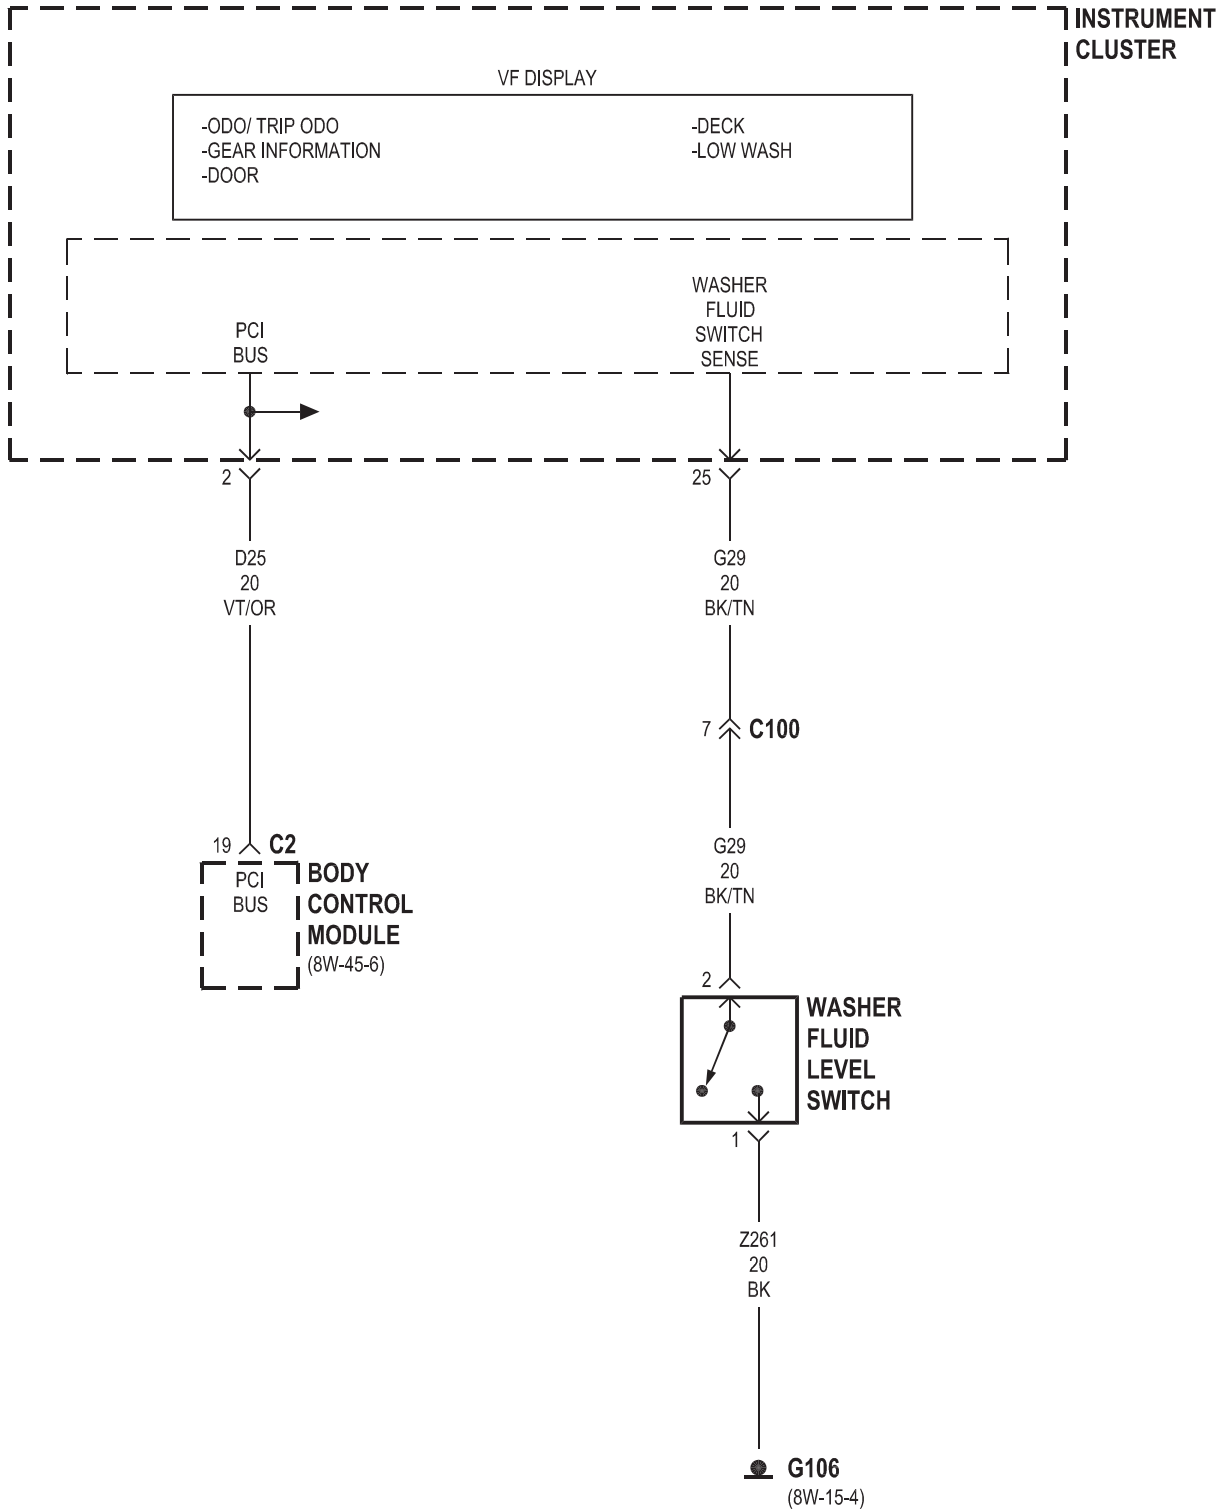 INSTRUMENT
CLUSTER
VF DISPLAY
-ODO/ TRIP ODO
-GEAR INFORMATION
-DOOR
-DECK
-LOW WASH
PCI
BUS
WASHER
FLUID
SWITCH
SENSE
2
25
D25
20
VT/OR
G29
20
BK/TN
7
C100
19
C2
PCI
BUS
BODY
CONTROL
MODULE
(8W-45-6)
G29
20
BK/TN
2
WASHER
FLUID
LEVEL
SWITCH
1
Z261
20
BK
G106
(8W-15-4)